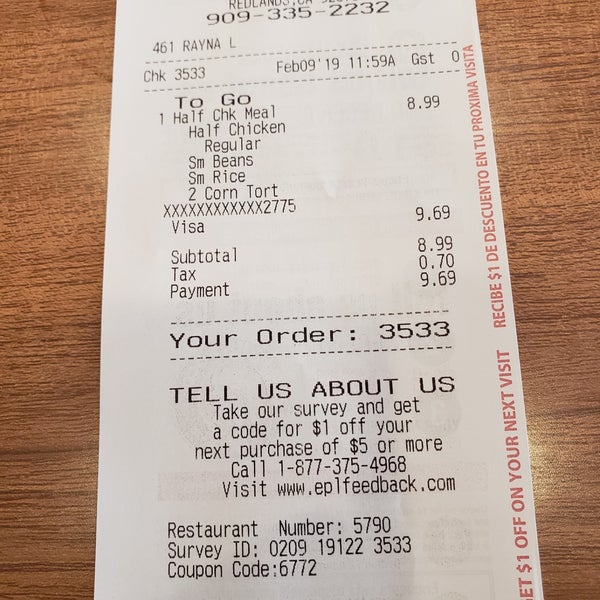 REDLANDS, CA
909-335-2232
461 RAYNA L
Chk 3533 Feb09'19 11:59A Gst 0
To Go
1 Half Chk Meal 8.99
Half Chicken
Regular
Sm Beans
Sm Rice
2 Corn Tort
XXXXXXXXXXXX2775
Visa 9.69
Subtotal 8.99
Tax 0.70
Payment 9.69
Your Order: 3533
TELL US ABOUT US
Take our survey and get
a code for $1 off your
next purchase of $5 or more
Call 1-877-375-4968
Visit www.eplfeedback.com
Restaurant Number: 5790
Survey ID: 0209 19122 3533
Coupon Code:6772
ET $1 OFF ON YOUR NEXT VISIT RECIBE $1 DE DESCUENTO EN TU PROXIMA VISITA